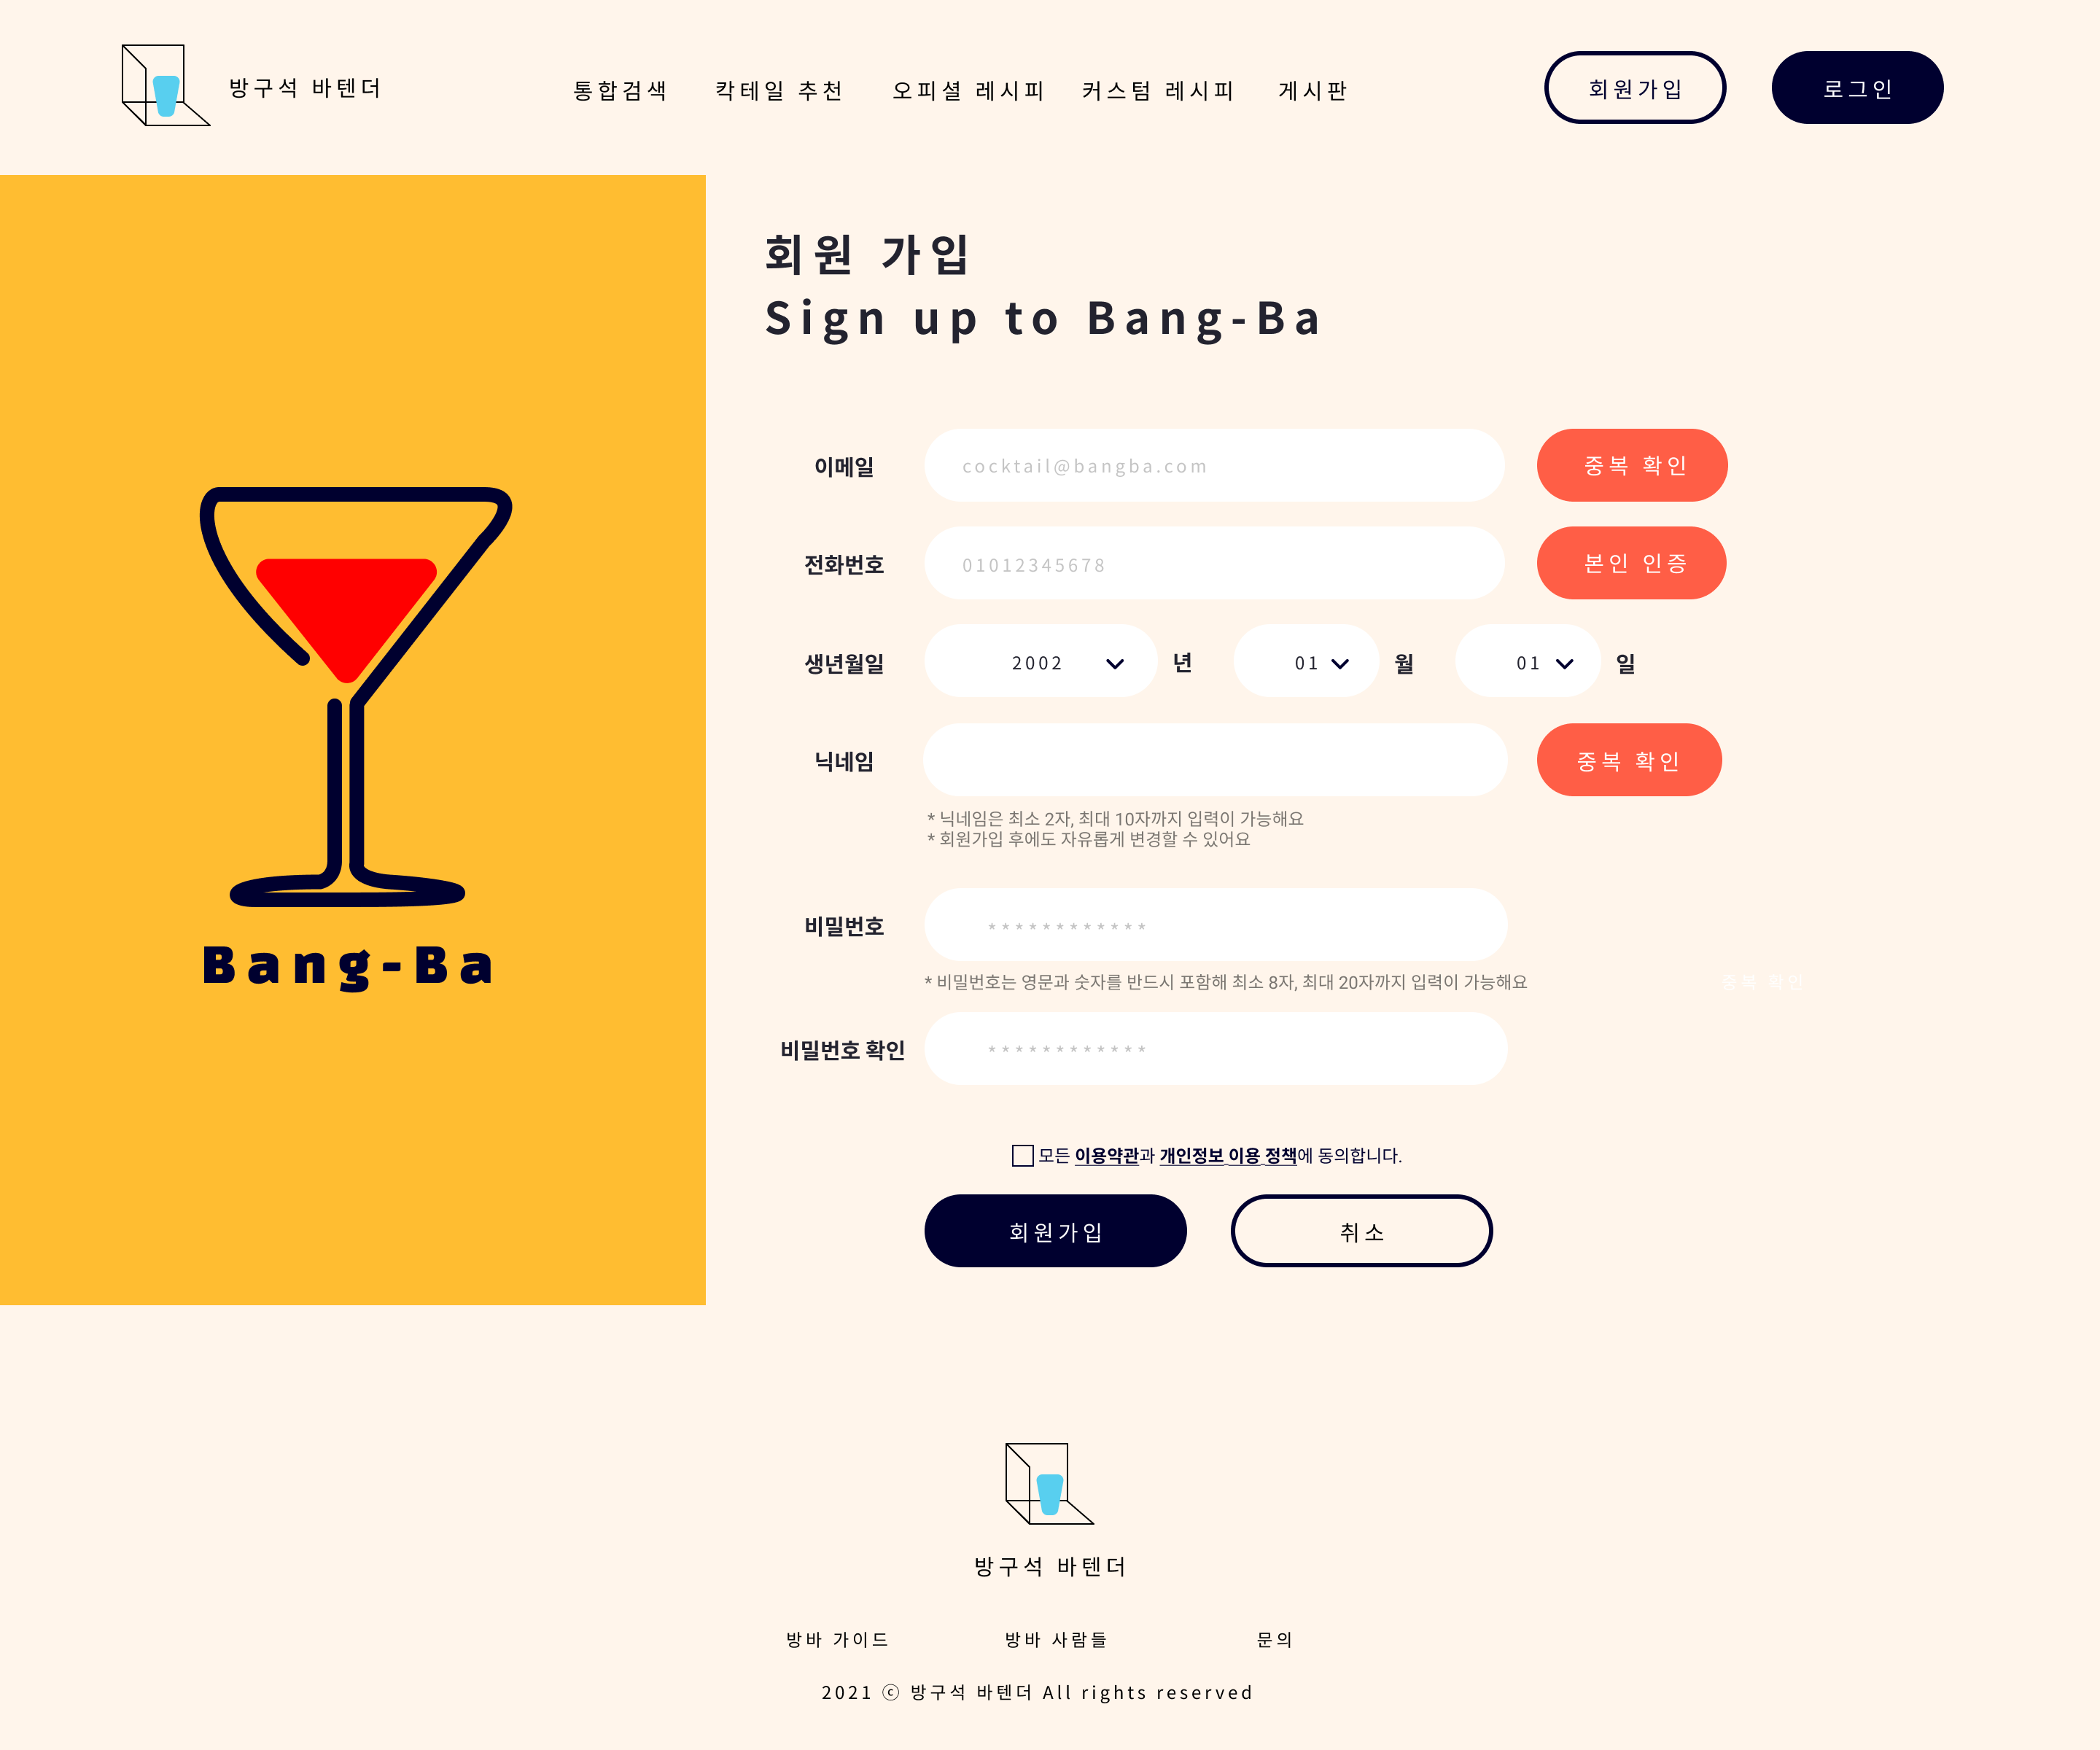 방구석 바텐더
통합검색 칵테일 추천 오피셜 레시피 커스텀 레시피 게시판
회원가입 로그인
회원 가입
Sign up to Bang-Ba
이메일 cocktail@bangba.com 중복 확인
전화번호 01012345678 본인 인증
생년월일 2002 년 01 월 01 일
닉네임 중복 확인
* 닉네임은 최소 2자, 최대 10자까지 입력이 가능해요
* 회원가입 후에도 자유롭게 변경할 수 있어요
비밀번호 ************
* 비밀번호는 영문과 숫자를 반드시 포함해 최소 8자, 최대 20자까지 입력이 가능해요 중복 확인
비밀번호 확인 ************
모든 이용약관과 개인정보 이용 정책에 동의합니다.
회원가입 취소
Bang-Ba
방구석 바텐더
방바 가이드 방바 사람들 문의
2021 ⓒ 방구석 바텐더 All rights reserved